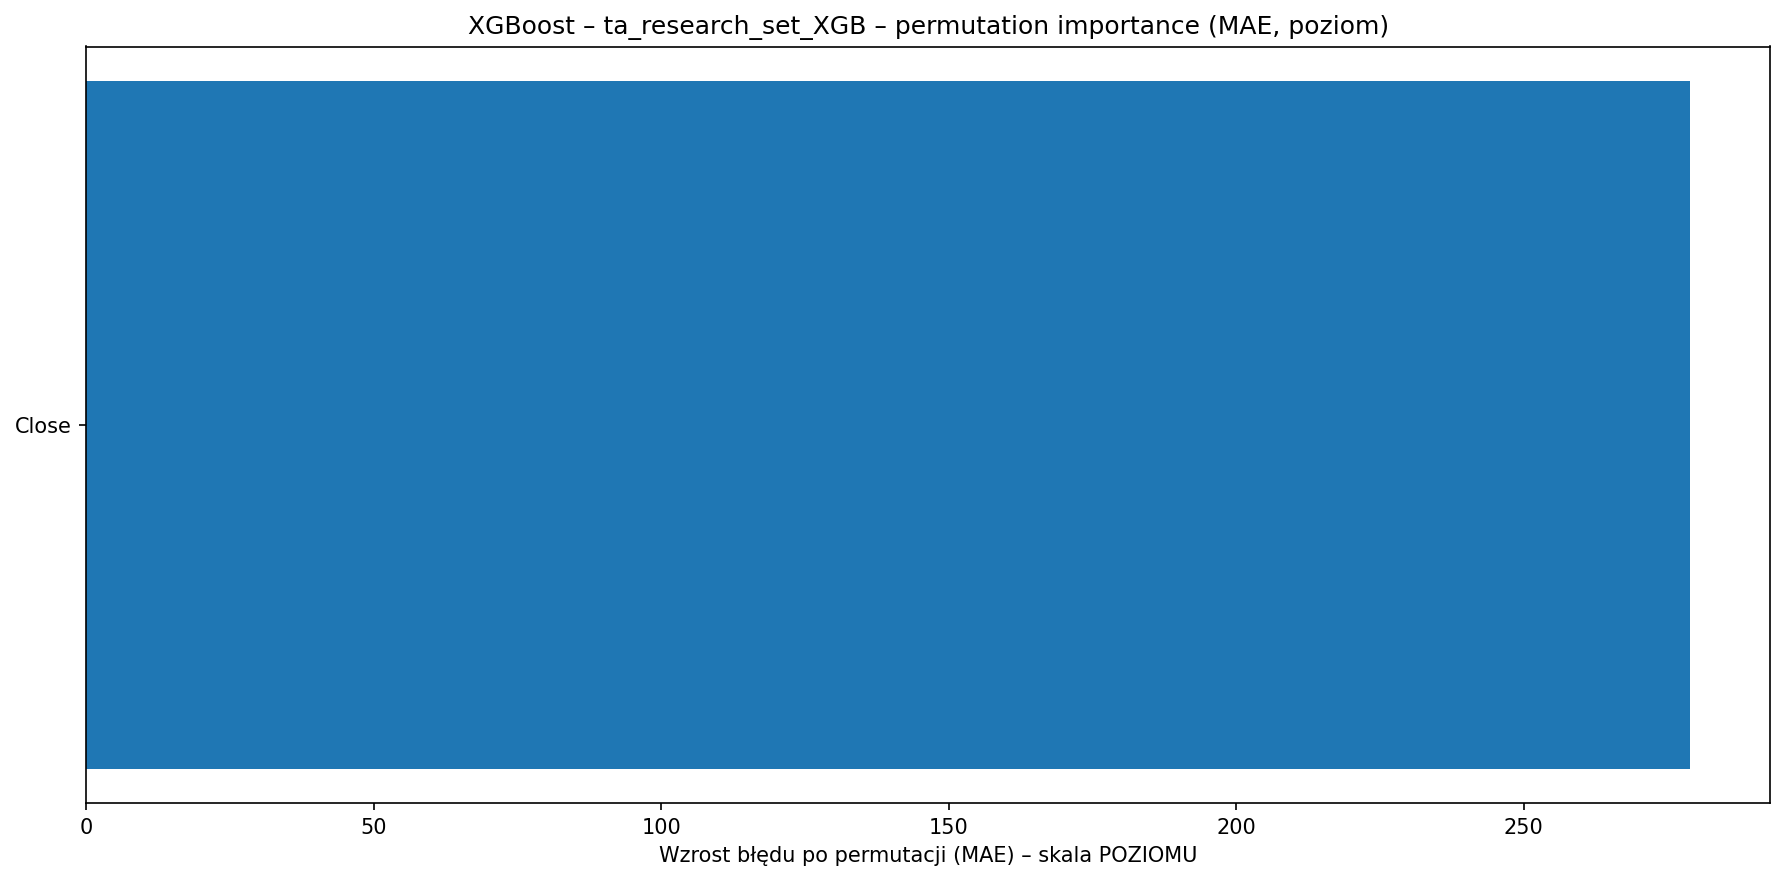 XGBoost – ta_research_set_XGB – permutation importance (MAE, poziom)
Close
0 50 100 150 200 250
Wzrost błędu po permutacji (MAE) – skala POZIOMU